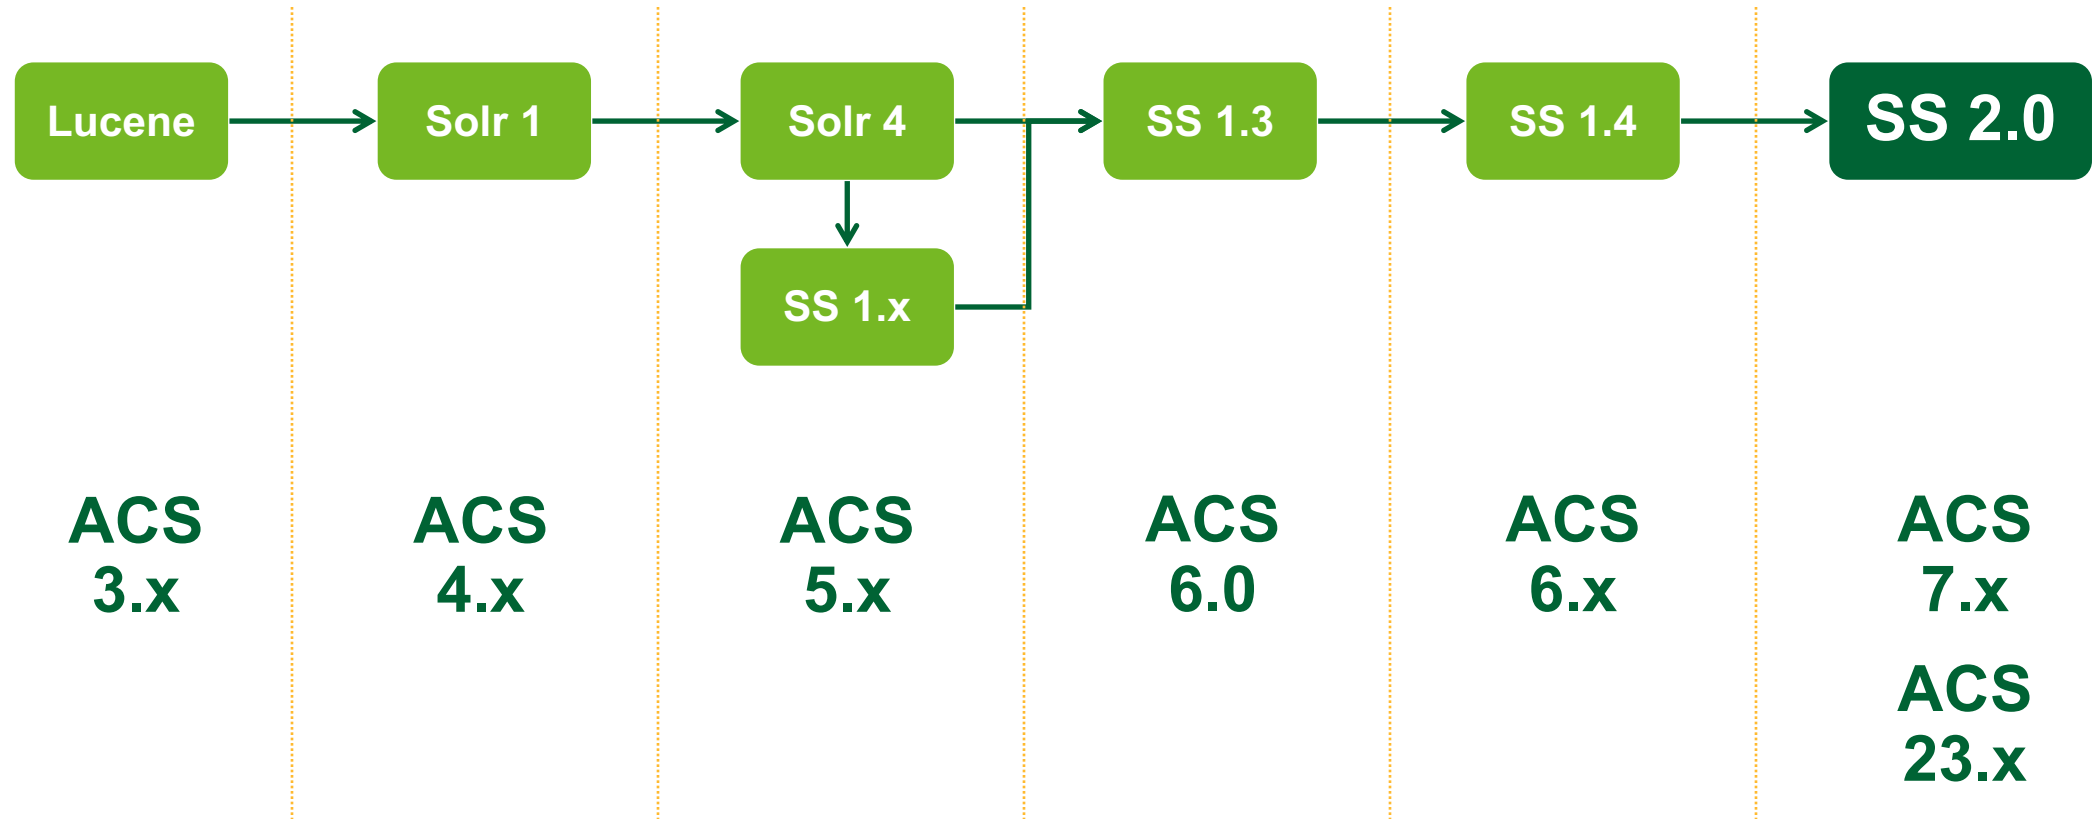 Lucene
Solr 1
Solr 4
SS 1.3
SS 1.4
SS 2.0
SS 1.x
ACS
3.x
ACS
4.x
ACS
5.x
ACS
6.0
ACS
6.x
ACS
7.x
ACS
23.x